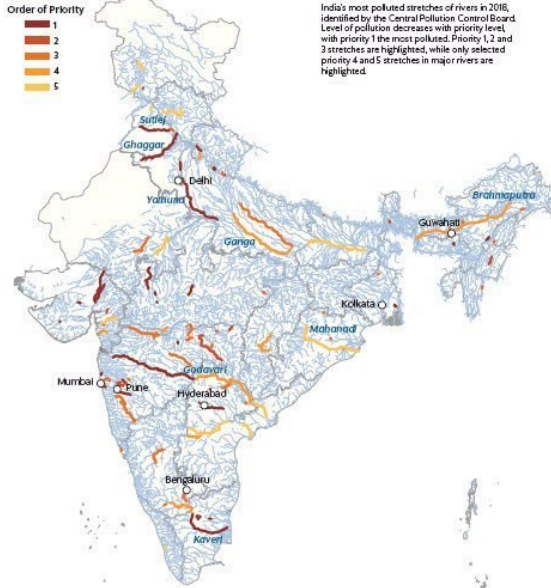 Order of Priority
1
2
3
4
5
India's most polluted stretches of rivers in 2018,
identified by the Central Pollution Control Board.
Level of pollution decreases with priority level,
with priority 1 the most polluted. Priority 1, 2 and
3 stretches are highlighted, while only selected
priority 4 and 5 stretches in major rivers are
highlighted.
Sutlej
Ghaggar
Delhi
Yamuna
Brahmaputra
Guwahati
Ganga
Kolkata
Mahanadi
Godavari
Mumbai
Pune
Hyderabad
Bengaluru
Kaveri